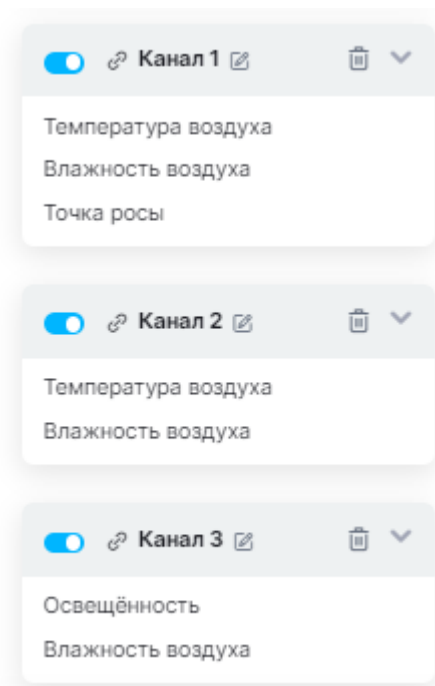 Канал 1
Температура воздуха
Влажность воздуха
Точка росы
Канал 2
Температура воздуха
Влажность воздуха
Канал 3
Освещённость
Влажность воздуха